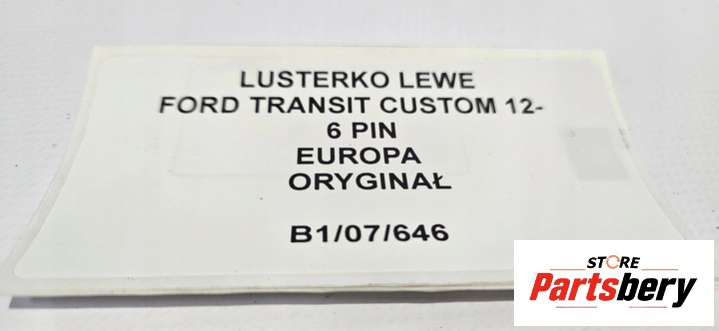 LUSTERKO LEWE
FORD TRANSIT CUSTOM 12-
6 PIN
EUROPA
ORYGINAŁ
B1/07/646
STORE
Partsbery